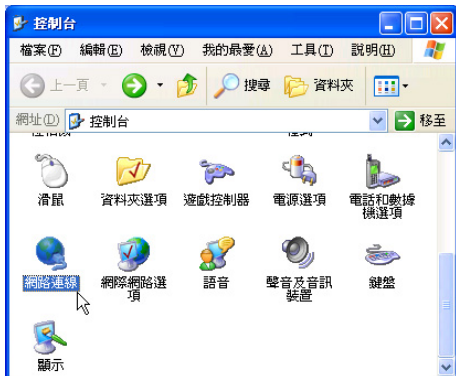 控制台
檔案(F) 編輯(E) 檢視(V) 我的最愛(A) 工具(T) 說明(H)
上一頁 搜尋 資料夾
網址(D) 控制台 移至
滑鼠 資料夾選項 遊戲控制器 電源選項 電話和數據機選項
網路連線 網際網路選項 語音 聲音及音訊裝置 鍵盤
顯示